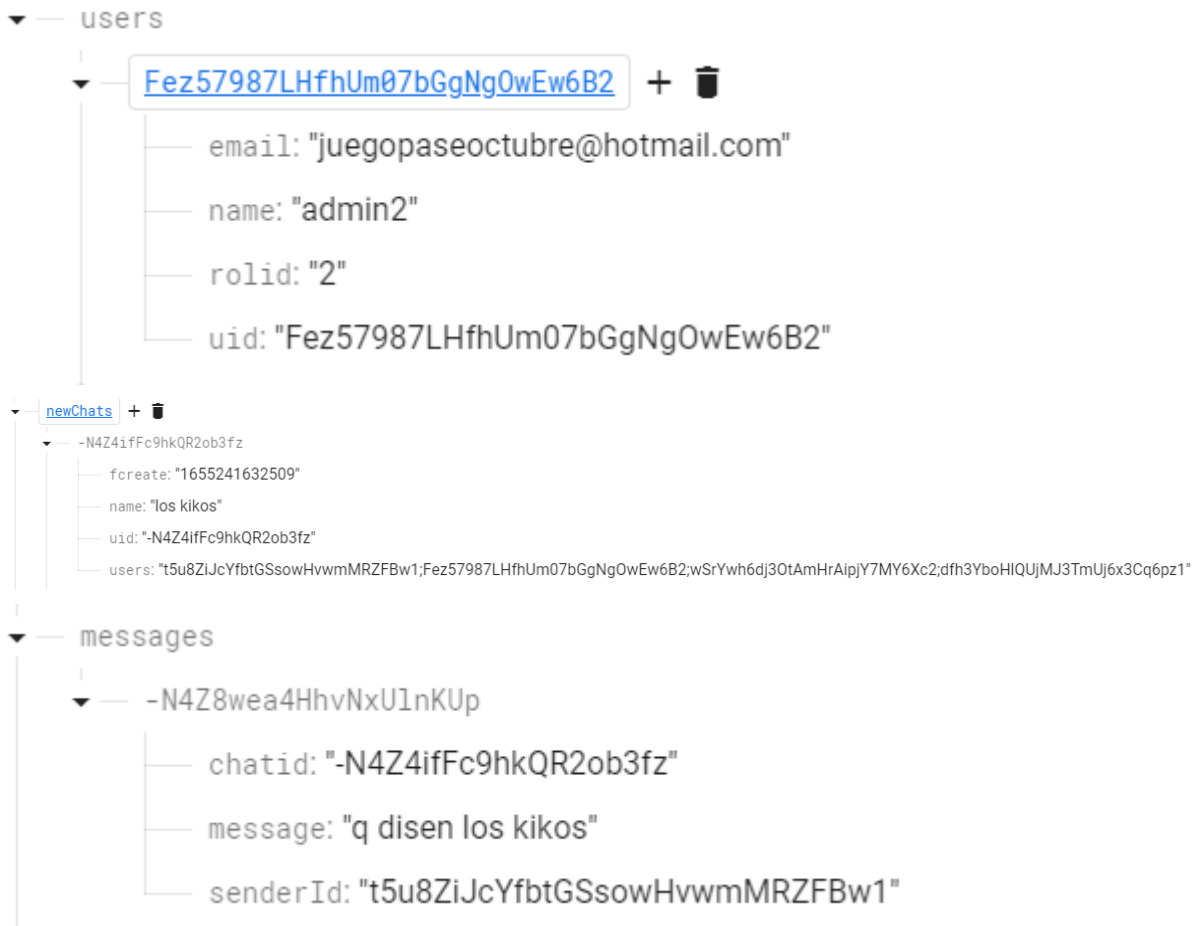 users
Fez57987LHfhUm07bGgNgOwEw6B2
email: "juegopaseoctubre@hotmail.com"
name: "admin2"
rolid: "2"
uid: "Fez57987LHfhUm07bGgNgOwEw6B2"
newChats
-N4Z4ifFc9hkQR2ob3fz
fcreate: "1655241632509"
name: "los kikos"
uid: "-N4Z4ifFc9hkQR2ob3fz"
users: "t5u8ZiJcYfbtGSsowHvwmMRZFBw1;Fez57987LHfhUm07bGgNgOwEw6B2;wSrYwh6dj3OtAmHrAipjY7MY6Xc2;dfh3YboHIQUjMJ3TmUj6x3Cq6pz1"
messages
-N4Z8wea4HhvNxUlnKUp
chatid: "-N4Z4ifFc9hkQR2ob3fz"
message: "q disen los kikos"
senderId: "t5u8ZiJcYfbtGSsowHvwmMRZFBw1"